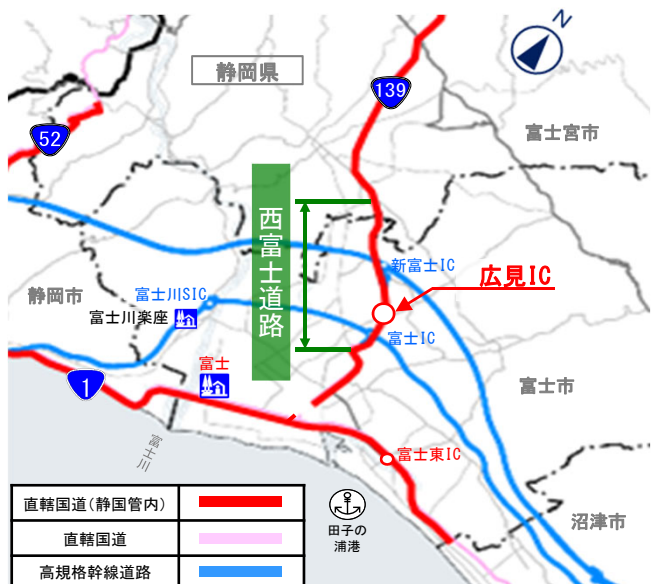 N
静岡県
139
52
富士宮市
西富士道路
新富士IC
広見IC
静岡市
富士川SIC
富士川楽座
富士IC
富士
1
富士市
富士川
富士東IC
沼津市
田子の
浦港
直轄国道(静国管内)
直轄国道
高規格幹線道路